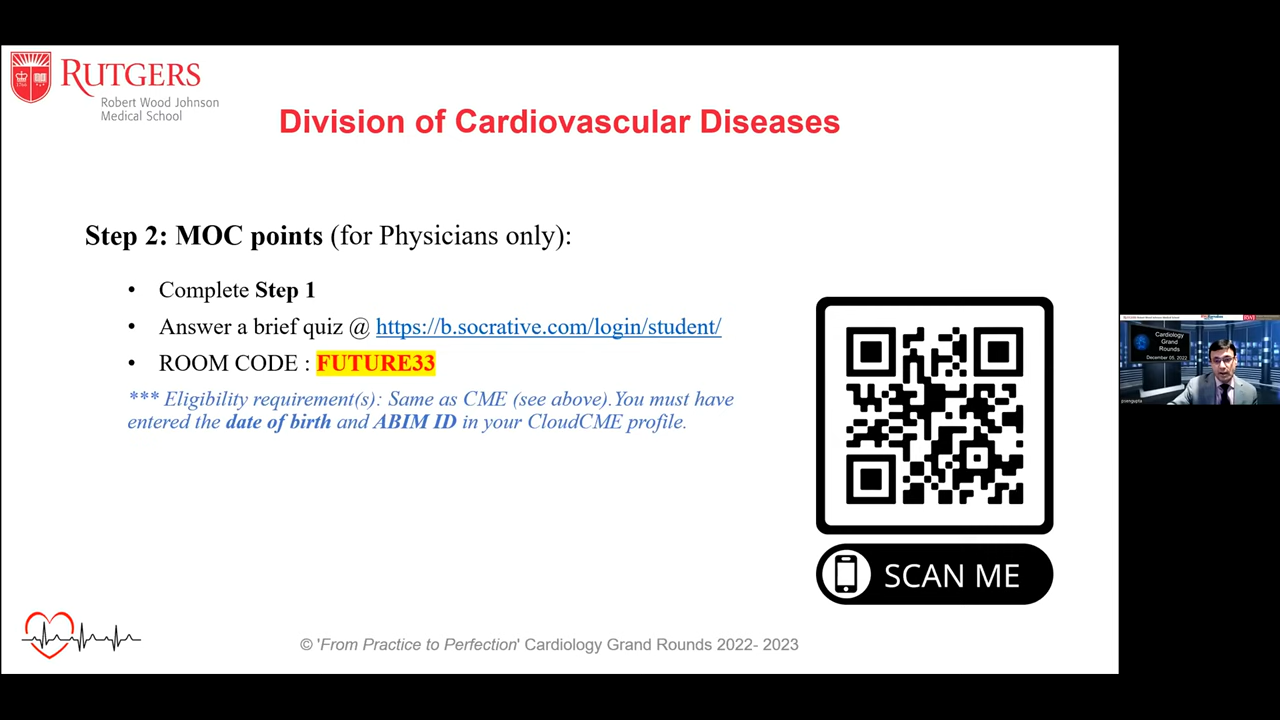 RUTGERS
Robert Wood Johnson
Medical School
Division of Cardiovascular Diseases
Step 2: MOC points (for Physicians only):
• Complete Step 1
• Answer a brief quiz @ https://b.socrative.com/login/student/
• ROOM CODE : FUTURE33
*** Eligibility requirement(s): Same as CME (see above). You must have
entered the date of birth and ABIM ID in your CloudCME profile.
SCAN ME
© 'From Practice to Perfection' Cardiology Grand Rounds 2022- 2023
Cardiology
Grand
Rounds
December 05, 2022